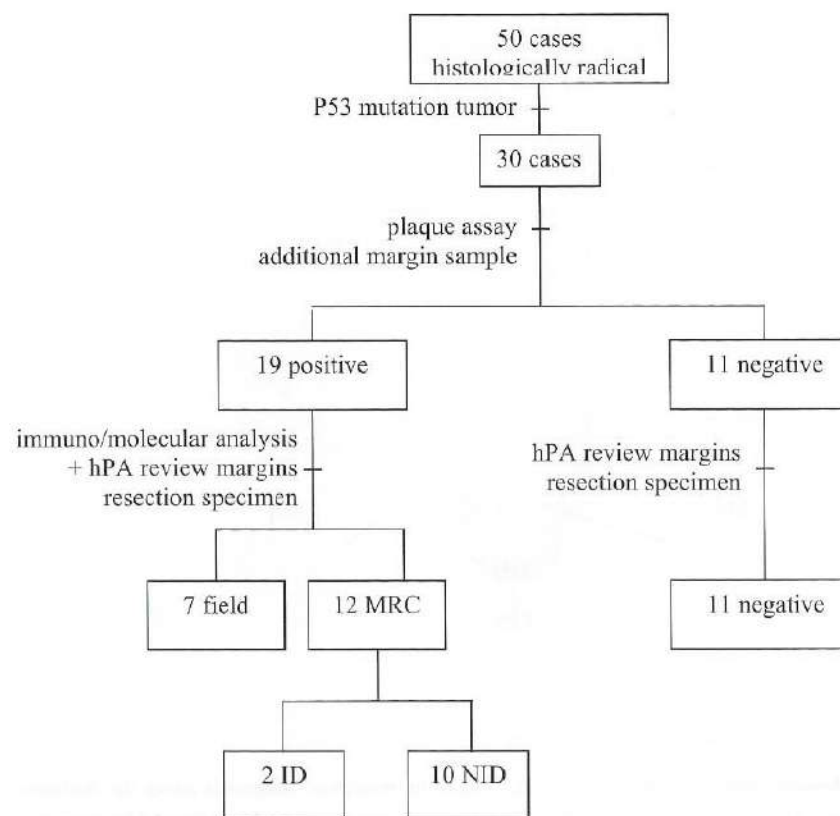 50 cases
histologically radical
P53 mutation tumor
30 cases
plaque assay
additional margin sample
19 positive
11 negative
immuno/molecular analysis
+ hPA review margins
resection specimen
hPA review margins
resection specimen
7 field
12 MRC
11 negative
2 ID
10 NID